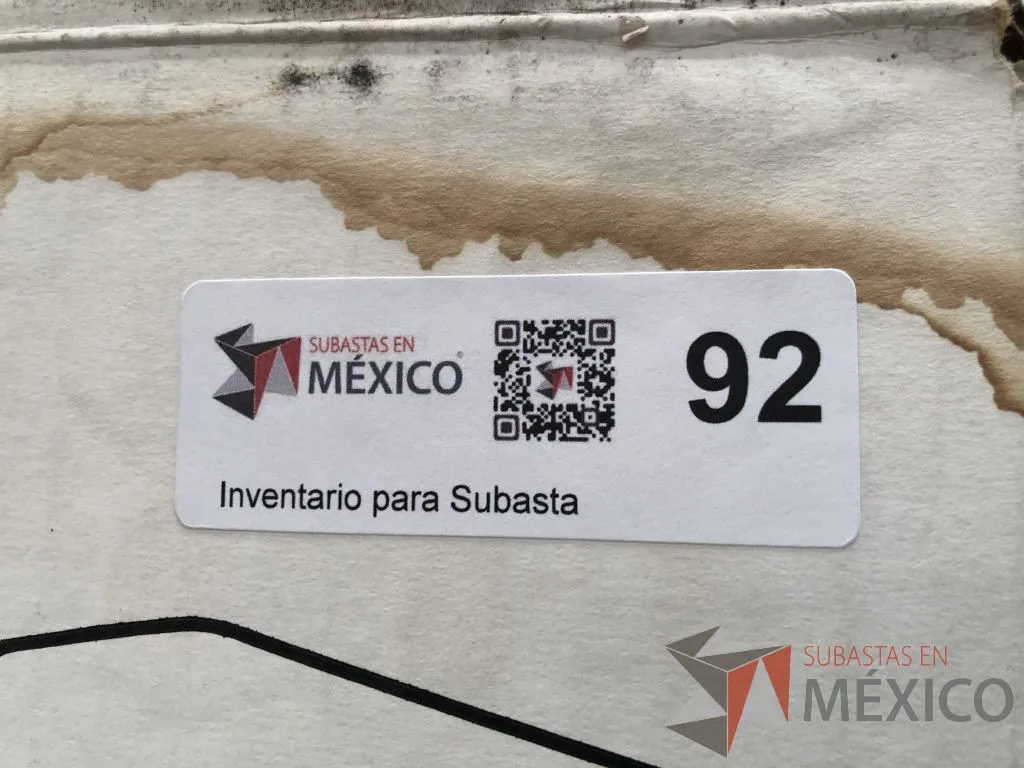 SUBASTAS EN
MÉXICO®
92
Inventario para Subasta
SUBASTAS EN
MÉXICO®